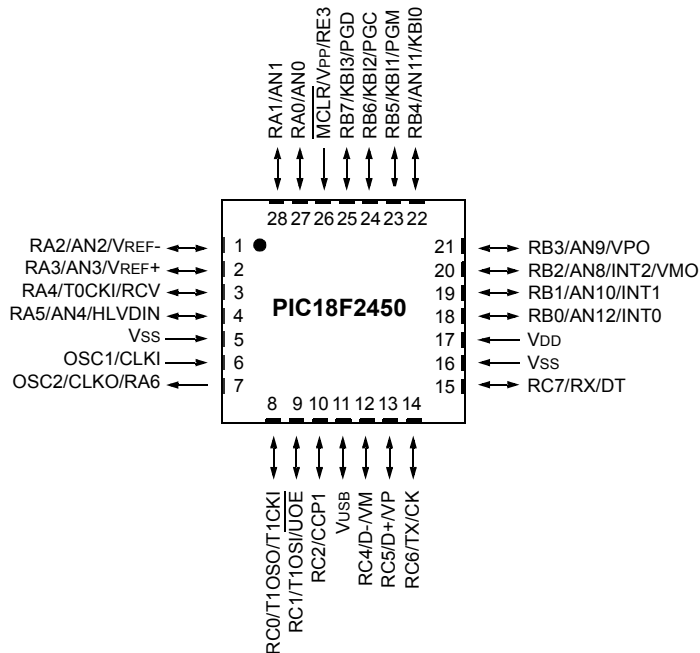 RA1/AN1
RA0/AN0
MCLR/VPP/RE3
RB7/KBI3/PGD
RB6/KBI2/PGC
RB5/KBI1/PGM
RB4/AN11/KBI0
28 27 26 25 24 23 22
RA2/AN2/VREF- 1
RA3/AN3/VREF+ 2
RA4/T0CKI/RCV 3
RA5/AN4/HLVDIN 4
VSS 5
OSC1/CLKI 6
OSC2/CLKO/RA6 7
PIC18F2450
21 RB3/AN9/VPO
20 RB2/AN8/INT2/VMO
19 RB1/AN10/INT1
18 RB0/AN12/INT0
17 VDD
16 VSS
15 RC7/RX/DT
8 9 10 11 12 13 14
RC0/T1OSO/T1CKI
RC1/T1OSI/UOE
RC2/CCP1
VUSB
RC4/D-/VM
RC5/D+/VP
RC6/TX/CK